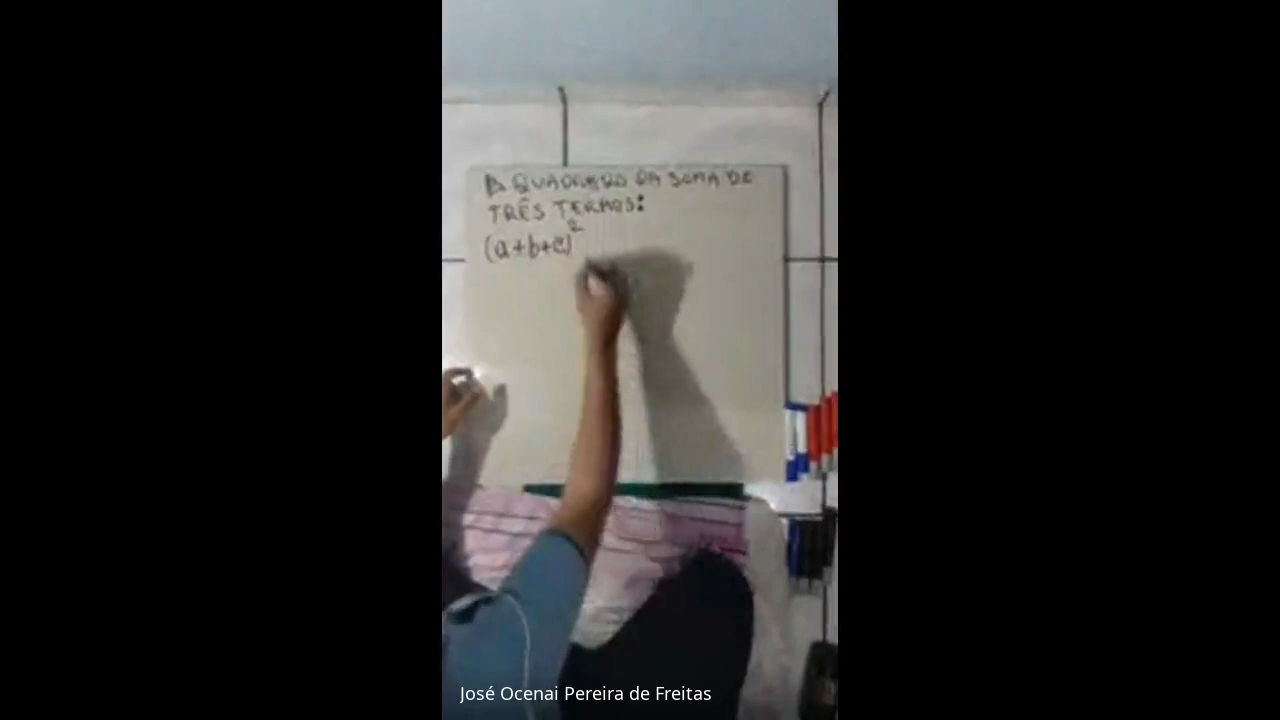 ▷ QUADRADO DA SOMA DE
TRÊS TERMOS:
(a+b+c)²
José Ocenai Pereira de Freitas